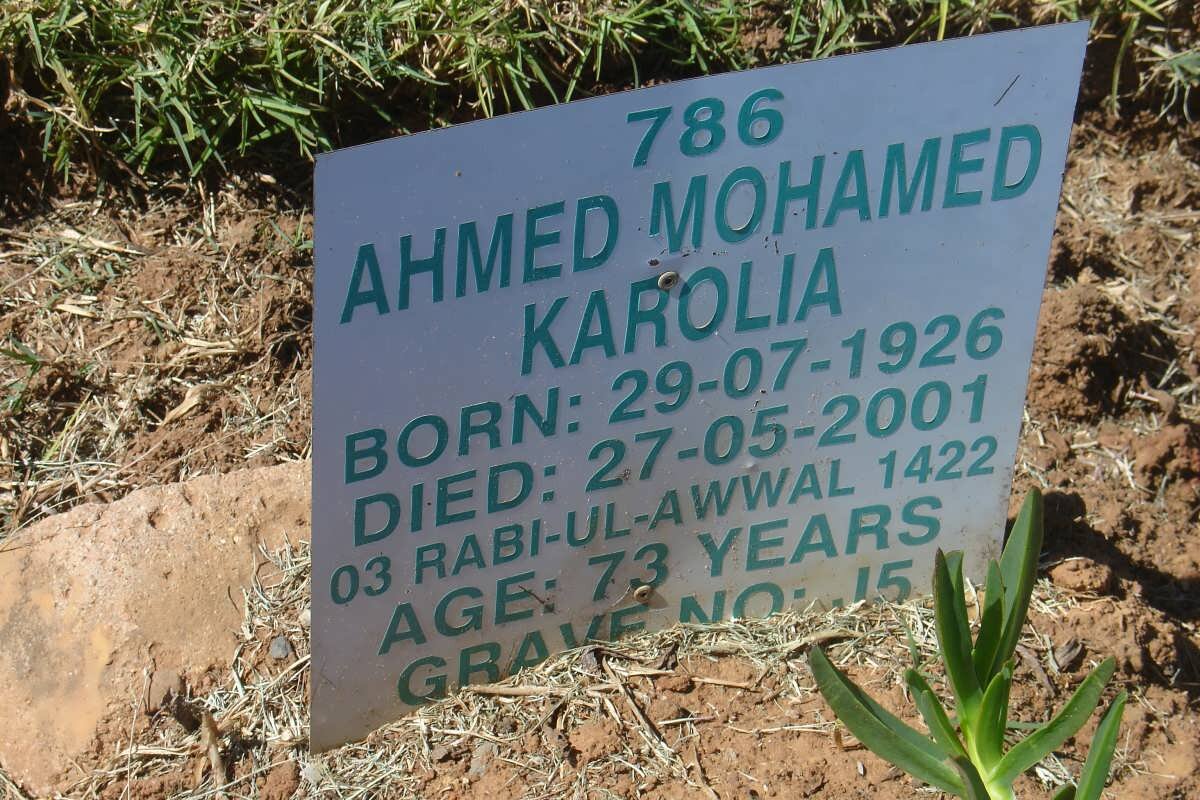 786
AHMED MOHAMED
KAROLIA
BORN: 29-07-1926
DIED: 27-05-2001
03 RABI-UL-AWWAL 1422
AGE: 73 YEARS
GRAVE NO: J5